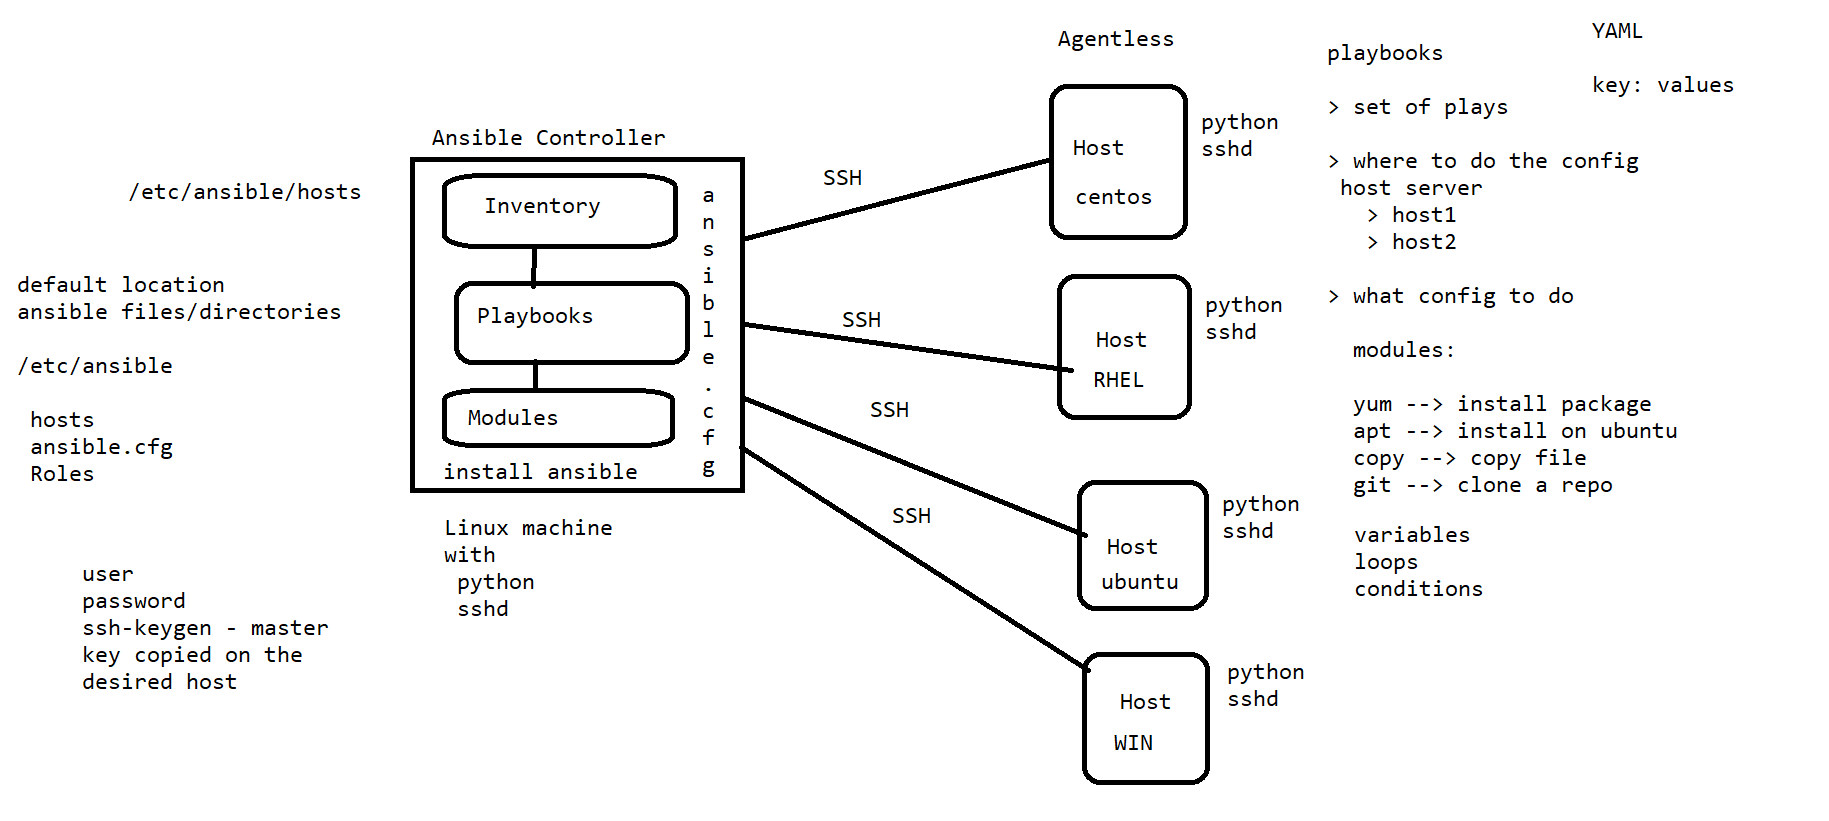 /etc/ansible/hosts
default location
ansible files/directories
/etc/ansible
hosts
ansible.cfg
Roles
user
password
ssh-keygen - master
key copied on the
desired host
Ansible Controller
Inventory
Playbooks
Modules
install ansible
ansible.cfg
Linux machine
with
python
sshd
SSH
SSH
SSH
SSH
Agentless
Host
centos
python
sshd
Host
RHEL
python
sshd
Host
ubuntu
python
sshd
Host
WIN
python
sshd
playbooks
> set of plays
> where to do the config
host server
> host1
> host2
> what config to do
modules:
yum --> install package
apt --> install on ubuntu
copy --> copy file
git --> clone a repo
variables
loops
conditions
YAML
key: values